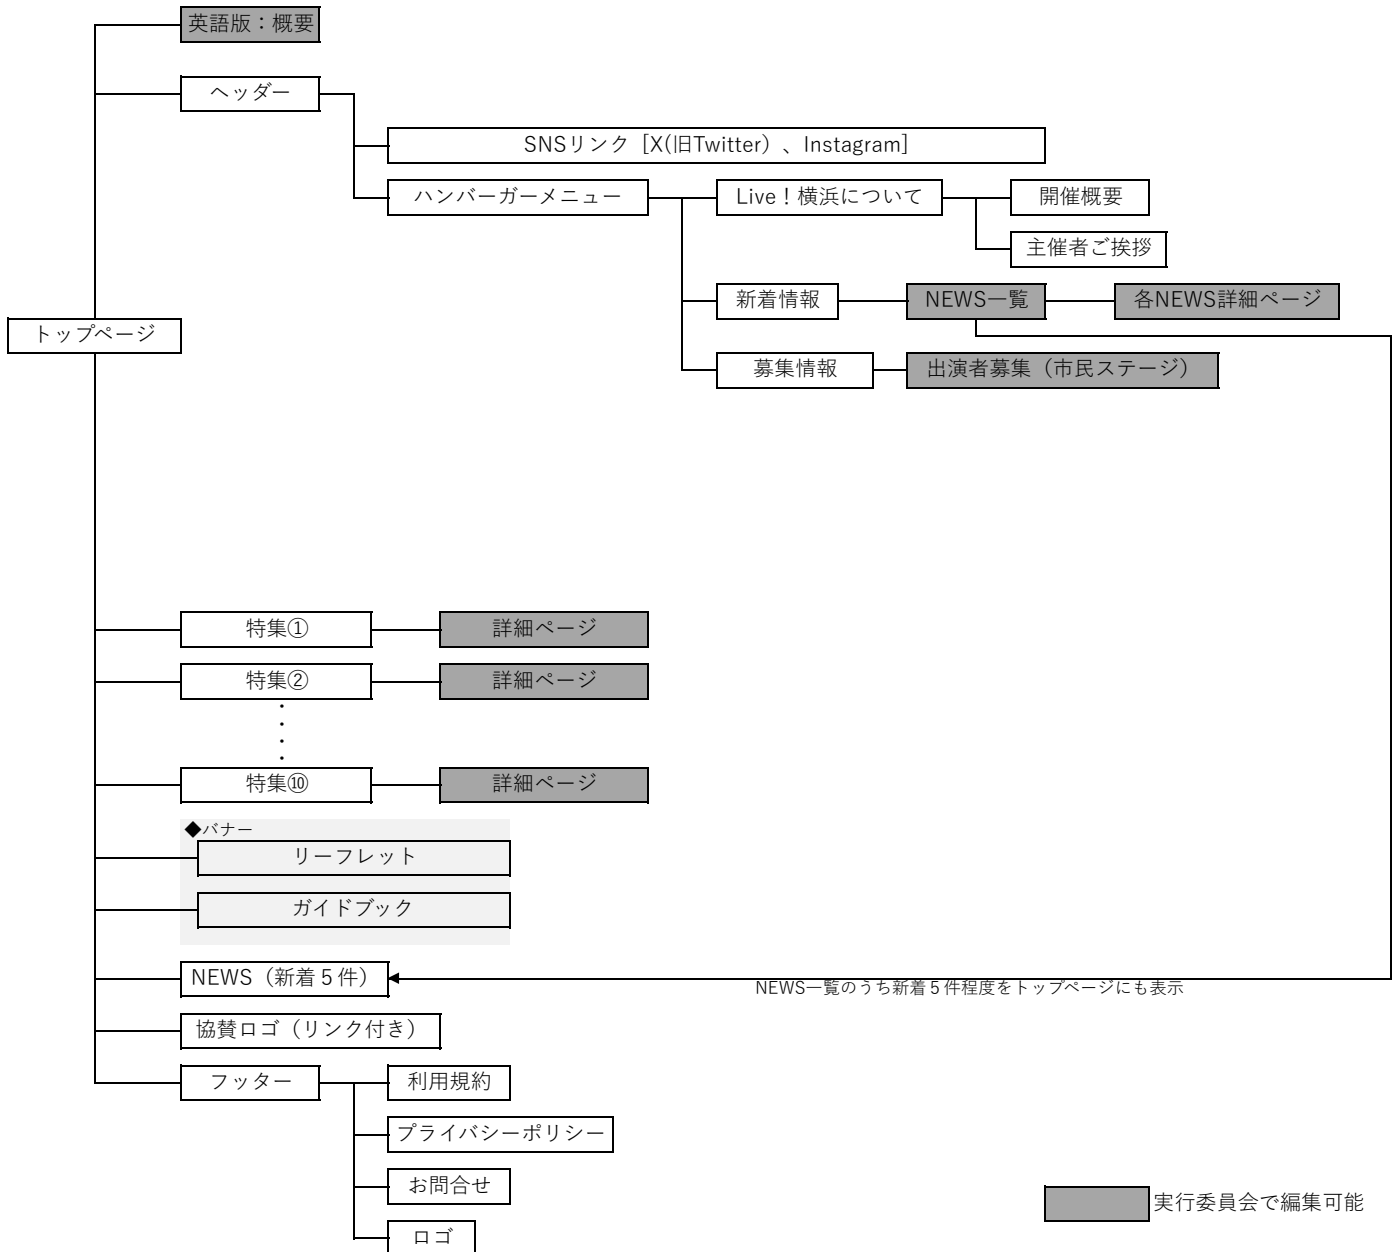 英語版：概要
ヘッダー
SNSリンク［X(旧Twitter）、Instagram］
ハンバーガーメニュー
Live！横浜について
開催概要
主催者ご挨拶
新着情報
NEWS一覧
各NEWS詳細ページ
トップページ
募集情報
出演者募集（市民ステージ）
特集①
詳細ページ
特集②
詳細ページ
・
・
・
・
特集⑩
詳細ページ
◆バナー
リーフレット
ガイドブック
NEWS（新着５件）
NEWS一覧のうち新着５件程度をトップページにも表示
協賛ロゴ（リンク付き）
フッター
利用規約
プライバシーポリシー
お問合せ
実行委員会で編集可能
ロゴ